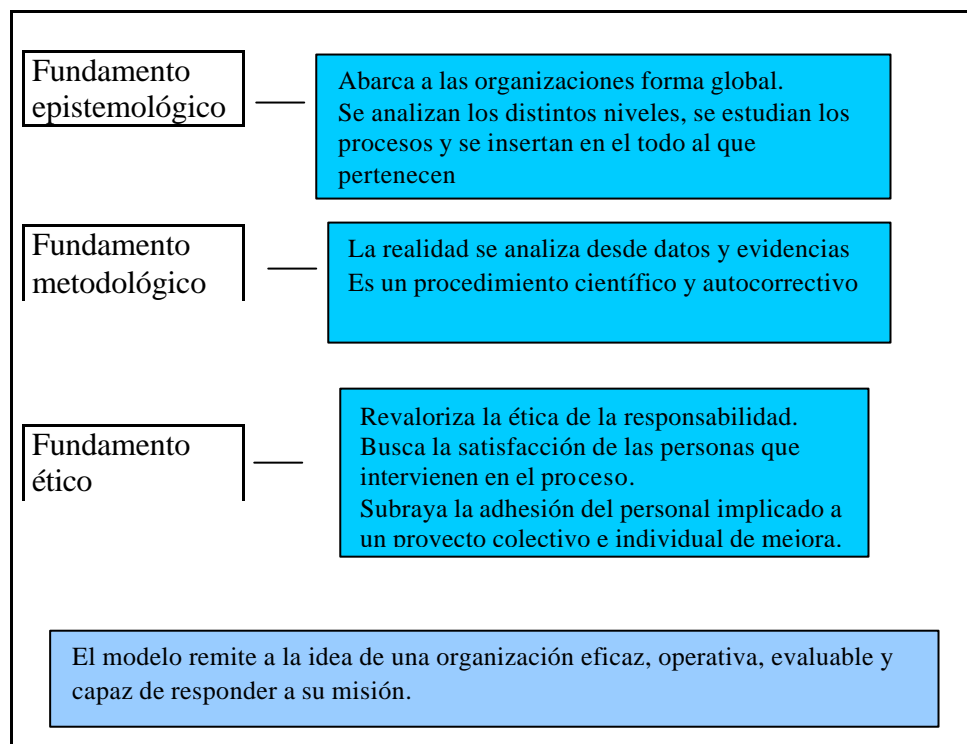 Fundamento
epistemológico
Abarca a las organizaciones forma global.
Se analizan los distintos niveles, se estudian los
procesos y se insertan en el todo al que
pertenecen
Fundamento
metodológico
La realidad se analiza desde datos y evidencias
Es un procedimiento científico y autocorrectivo
Fundamento
ético
Revaloriza la ética de la responsabilidad.
Busca la satisfacción de las personas que
intervienen en el proceso.
Subraya la adhesión del personal implicado a
un proyecto colectivo e individual de mejora.
El modelo remite a la idea de una organización eficaz, operativa, evaluable y
capaz de responder a su misión.